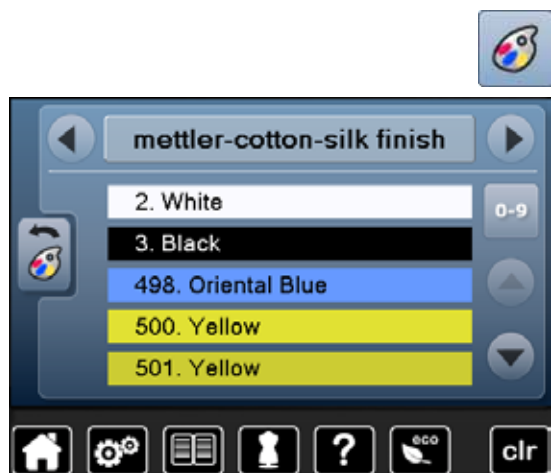 mettler-cotton-silk finish
2. White
0-9
3. Black
498. Oriental Blue
500. Yellow
501. Yellow
?
eco
clr